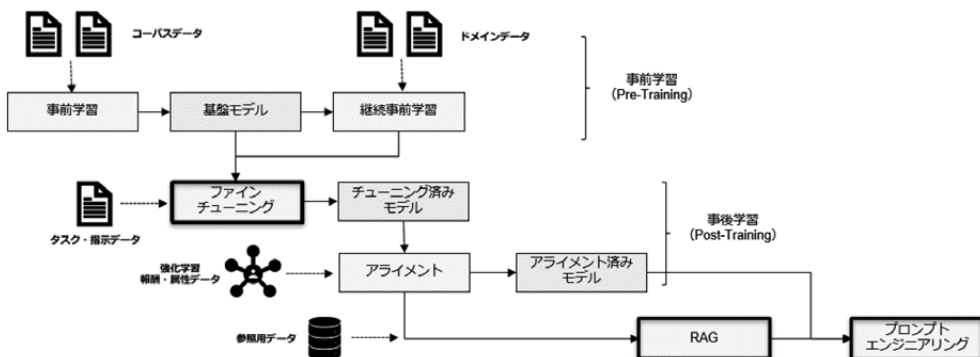 コーパスデータ
ドメインデータ
事前学習
基盤モデル
継続事前学習
事前学習
(Pre-Training)
ファイン
チューニング
チューニング済み
モデル
タスク・指示データ
事後学習
(Post-Training)
強化学習
報酬・属性データ
アライメント
アライメント済み
モデル
参照用データ
RAG
プロンプト
エンジニアリング